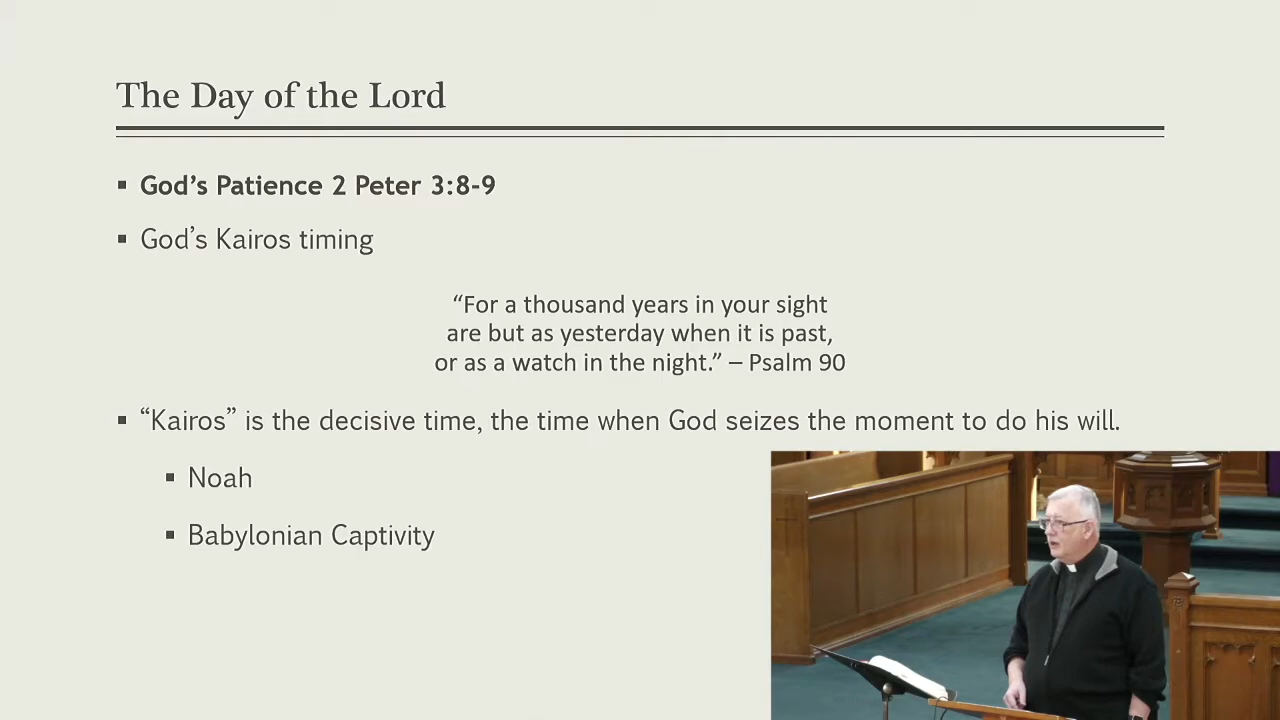 The Day of the Lord
God’s Patience 2 Peter 3:8-9
God’s Kairos timing
“For a thousand years in your sight
are but as yesterday when it is past,
or as a watch in the night.” – Psalm 90
“Kairos” is the decisive time, the time when God seizes the moment to do his will.
Noah
Babylonian Captivity